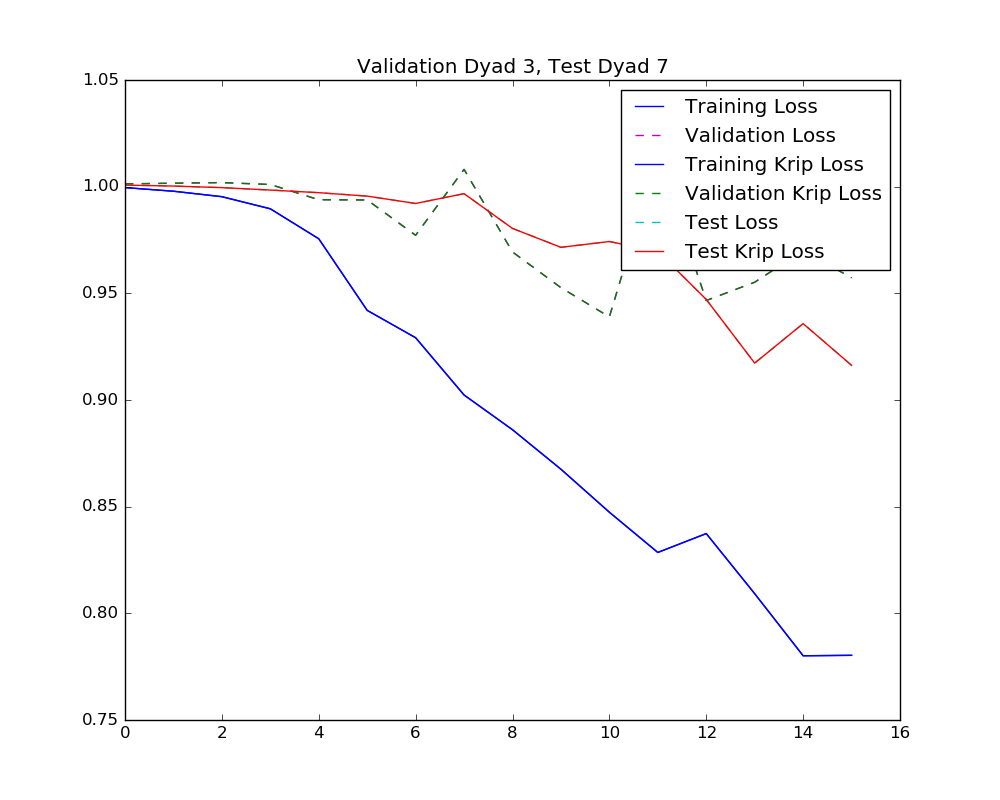 Validation Dyad 3, Test Dyad 7
1.05
1.00
0.95
0.90
0.85
0.80
0.75
Training Loss
Validation Loss
Training Krip Loss
Validation Krip Loss
Test Loss
Test Krip Loss
0 2 4 6 8 10 12 14 16